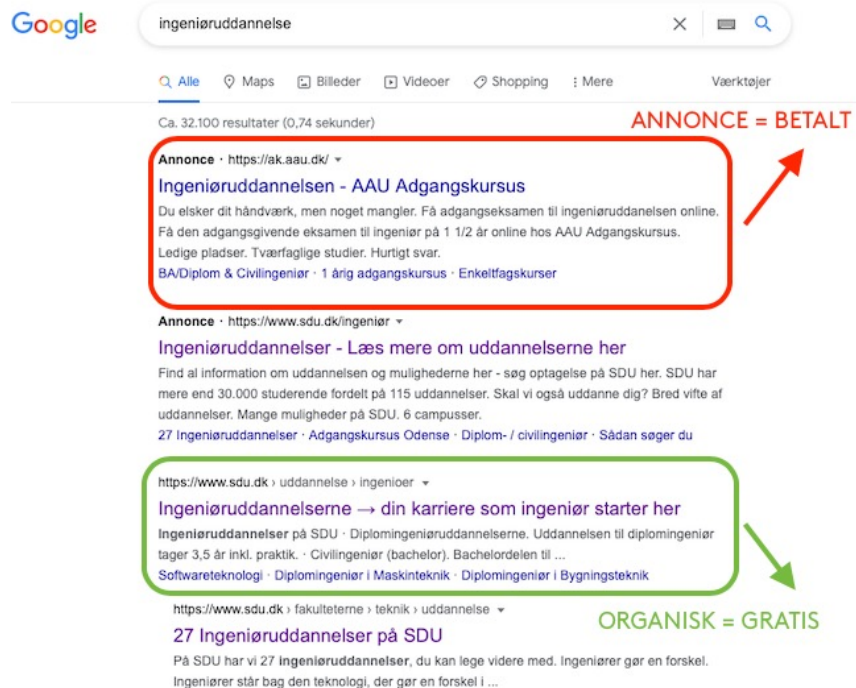 Google
ingeniøruddannelse
Alle Maps Billeder Videoer Shopping Mere Værktøjer
Ca. 32.100 resultater (0,74 sekunder)
ANNONCE = BETALT
Annonce · https://ak.aau.dk/
Ingeniøruddannelsen - AAU Adgangskursus
Du elsker dit håndværk, men noget mangler. Få adgangseksamen til ingeniøruddanelsen online.
Få den adgangsgivende eksamen til ingeniør på 1 1/2 år online hos AAU Adgangskursus.
Ledige pladser. Tværfaglige studier. Hurtigt svar.
BA/Diplom & Civilingeniør · 1 årig adgangskursus · Enkeltfagskurser
Annonce · https://www.sdu.dk/ingeniør
Ingeniøruddannelser - Læs mere om uddannelserne her
Find al information om uddannelsen og mulighederne her - søg optagelse på SDU her. SDU har
mere end 30.000 studerende fordelt på 115 uddannelser. Skal vi også uddanne dig? Bred vifte af
uddannelser. Mange muligheder på SDU. 6 campusser.
27 Ingeniøruddannelser · Adgangskursus Odense · Diplom- / civilingeniør · Sådan søger du
https://www.sdu.dk › uddannelse › ingenioer
Ingeniøruddannelserne → din karriere som ingeniør starter her
Ingeniøruddannelser på SDU · Diplomingeniøruddannelserne. Uddannelsen til diplomingeniør
tager 3,5 år inkl. praktik. · Civilingeniør (bachelor). Bachelordelen til ...
Softwareteknologi · Diplomingeniør i Maskinteknik · Diplomingeniør i Bygningsteknik
ORGANISK = GRATIS
https://www.sdu.dk › fakulteterne › teknik › uddannelse
27 Ingeniøruddannelser på SDU
På SDU har vi 27 ingeniøruddannelser, du kan lege videre med. Ingeniører gør en forskel.
Ingeniører står bag den teknologi, der gør en forskel i ...